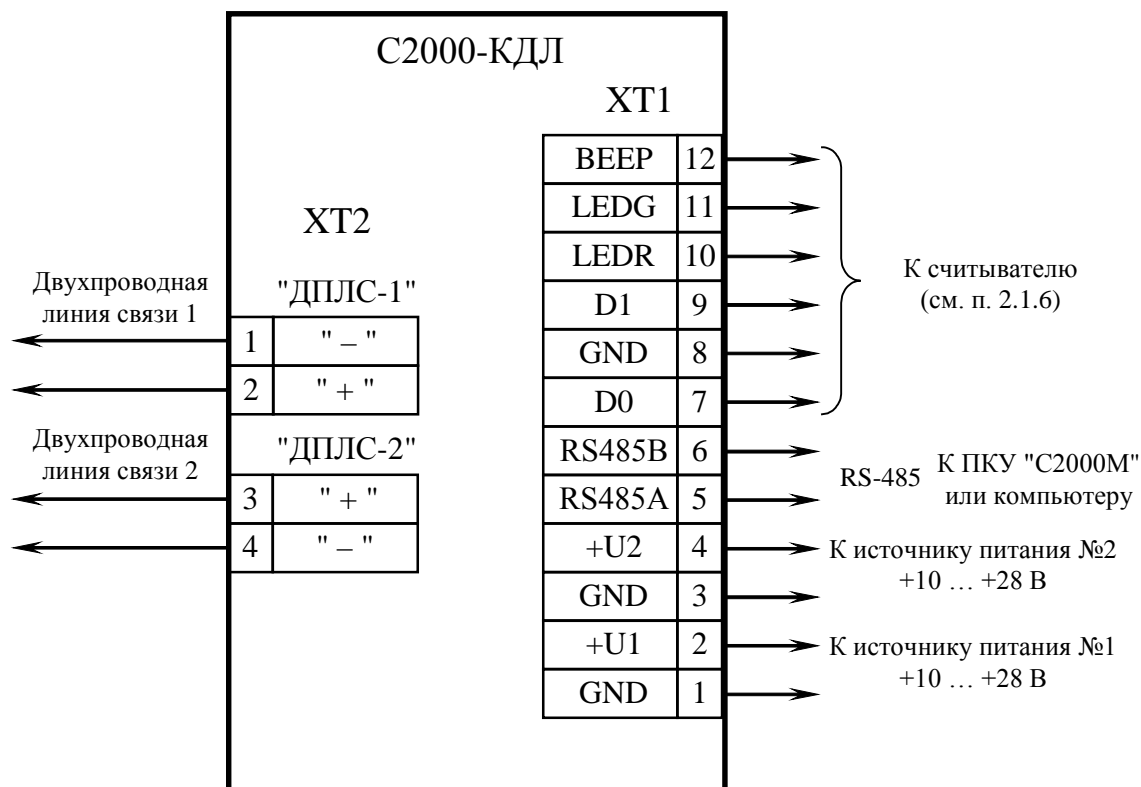 С2000-КДЛ
XT1
BEEP 12
LEDG 11
LEDR 10
D1 9
GND 8
D0 7
RS485B 6
RS485A 5
+U2 4
GND 3
+U1 2
GND 1
К считывателю
(см. п. 2.1.6)
RS-485
К ПКУ "С2000М"
или компьютеру
К источнику питания №2
+10 … +28 В
К источнику питания №1
+10 … +28 В
XT2
Двухпроводная
линия связи 1
"ДПЛС-1"
1 " – "
2 " + "
Двухпроводная
линия связи 2
"ДПЛС-2"
3 " + "
4 " – "